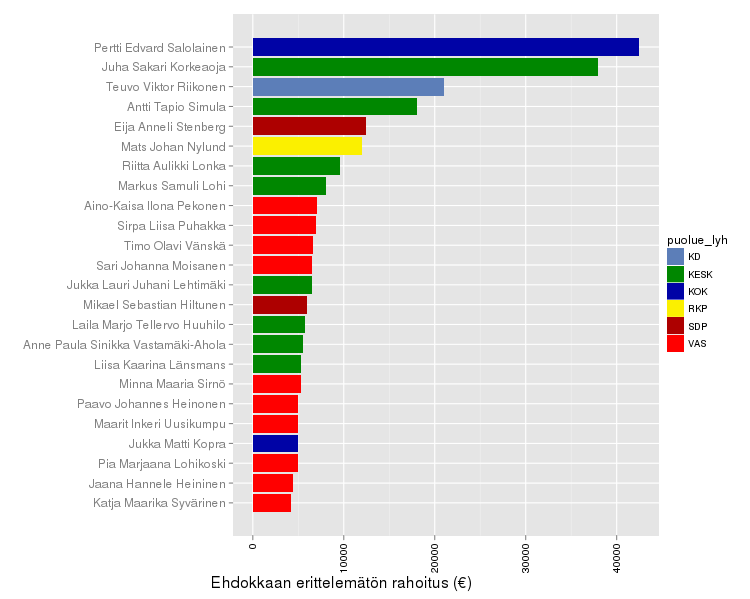 Pertti Edvard Salolainen
Juha Sakari Korkeaoja
Teuvo Viktor Riikonen
Antti Tapio Simula
Eija Anneli Stenberg
Mats Johan Nylund
Riitta Aulikki Lonka
Markus Samuli Lohi
Aino-Kaisa Ilona Pekonen
Sirpa Liisa Puhakka
Timo Olavi Vänskä
Sari Johanna Moisanen
Jukka Lauri Juhani Lehtimäki
Mikael Sebastian Hiltunen
Laila Marjo Tellervo Huuhilo
Anne Paula Sinikka Vastamäki-Ahola
Liisa Kaarina Länsmans
Minna Maaria Sirnö
Paavo Johannes Heinonen
Maarit Inkeri Uusikumpu
Jukka Matti Kopra
Pia Marjaana Lohikoski
Jaana Hannele Heininen
Katja Maarika Syvärinen
0
10000
20000
30000
40000
Ehdokkaan erittelemätön rahoitus (€)
puolue_lyh
KD
KESK
KOK
RKP
SDP
VAS